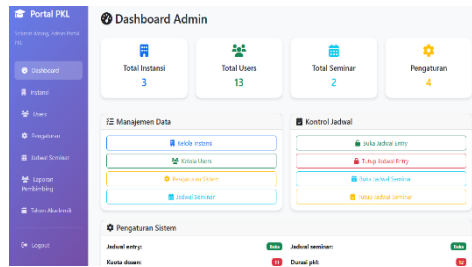 Portal PKL
Selamat datang, Admin Portal
PKL
Dashboard
Instansi
Users
Pengaturan
Jadwal Seminar
Laporan
Pembimbing
Tahun Akademik
Logout
Dashboard Admin
Total Instansi
3
Total Users
13
Total Seminar
2
Pengaturan
4
Manajemen Data
Kelola Instansi
Kelola Users
Pengaturan Sistem
Jadwal Seminar
Kontrol Jadwal
Buka Jadwal Entry
Tutup Jadwal Entry
Buka Jadwal Seminar
Tutup Jadwal Seminar
Pengaturan Sistem
Jadwal entry:
Buka
Jadwal seminar:
Buka
Kuota dosen:
11
Durasi pkl:
12